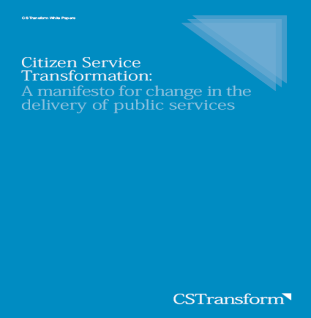 CS Transform White Papers
Citizen Service
Transformation:
A manifesto for change in the
delivery of public services
CSTransform